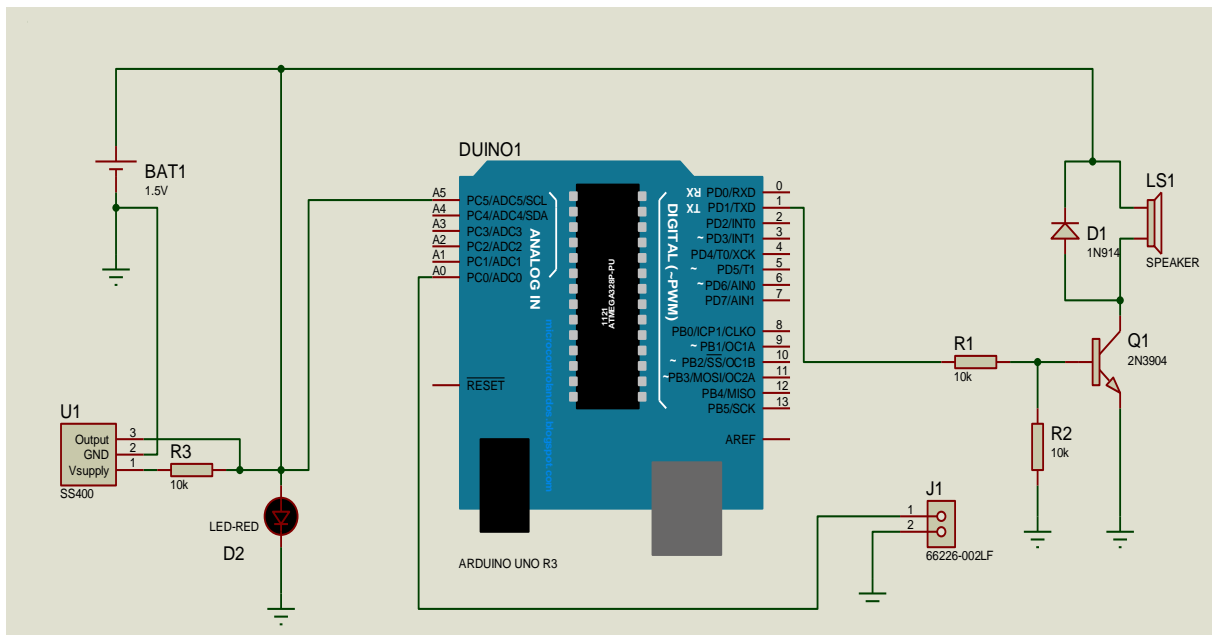 DUINO1
BAT1
1.5V
A5
A4
A3
A2
A1
A0
PC5/ADC5/SCL
PC4/ADC4/SDA
PC3/ADC3
PC2/ADC2
PC1/ADC1
PC0/ADC0
RESET
ANALOG IN
1121
ATMEGA328P-PU
microcontrolandos.blogspot.com
DIGITAL (~PWM)
RX
TX
PD0/RXD
PD1/TXD
PD2/INT0
~ PD3/INT1
PD4/T0/XCK
~ PD5/T1
~ PD6/AIN0
PD7/AIN1
PB0/ICP1/CLKO
~ PB1/OC1A
~ PB2/SS/OC1B
~PB3/MOSI/OC2A
PB4/MISO
PB5/SCK
AREF
0
1
2
3
4
5
6
7
8
9
10
11
12
13
ARDUINO UNO R3
LS1
SPEAKER
D1
1N914
Q1
2N3904
R1
10k
R2
10k
U1
Output
GND
Vsupply
3
2
1
SS400
R3
10k
LED-RED
D2
J1
1
2
66226-002LF